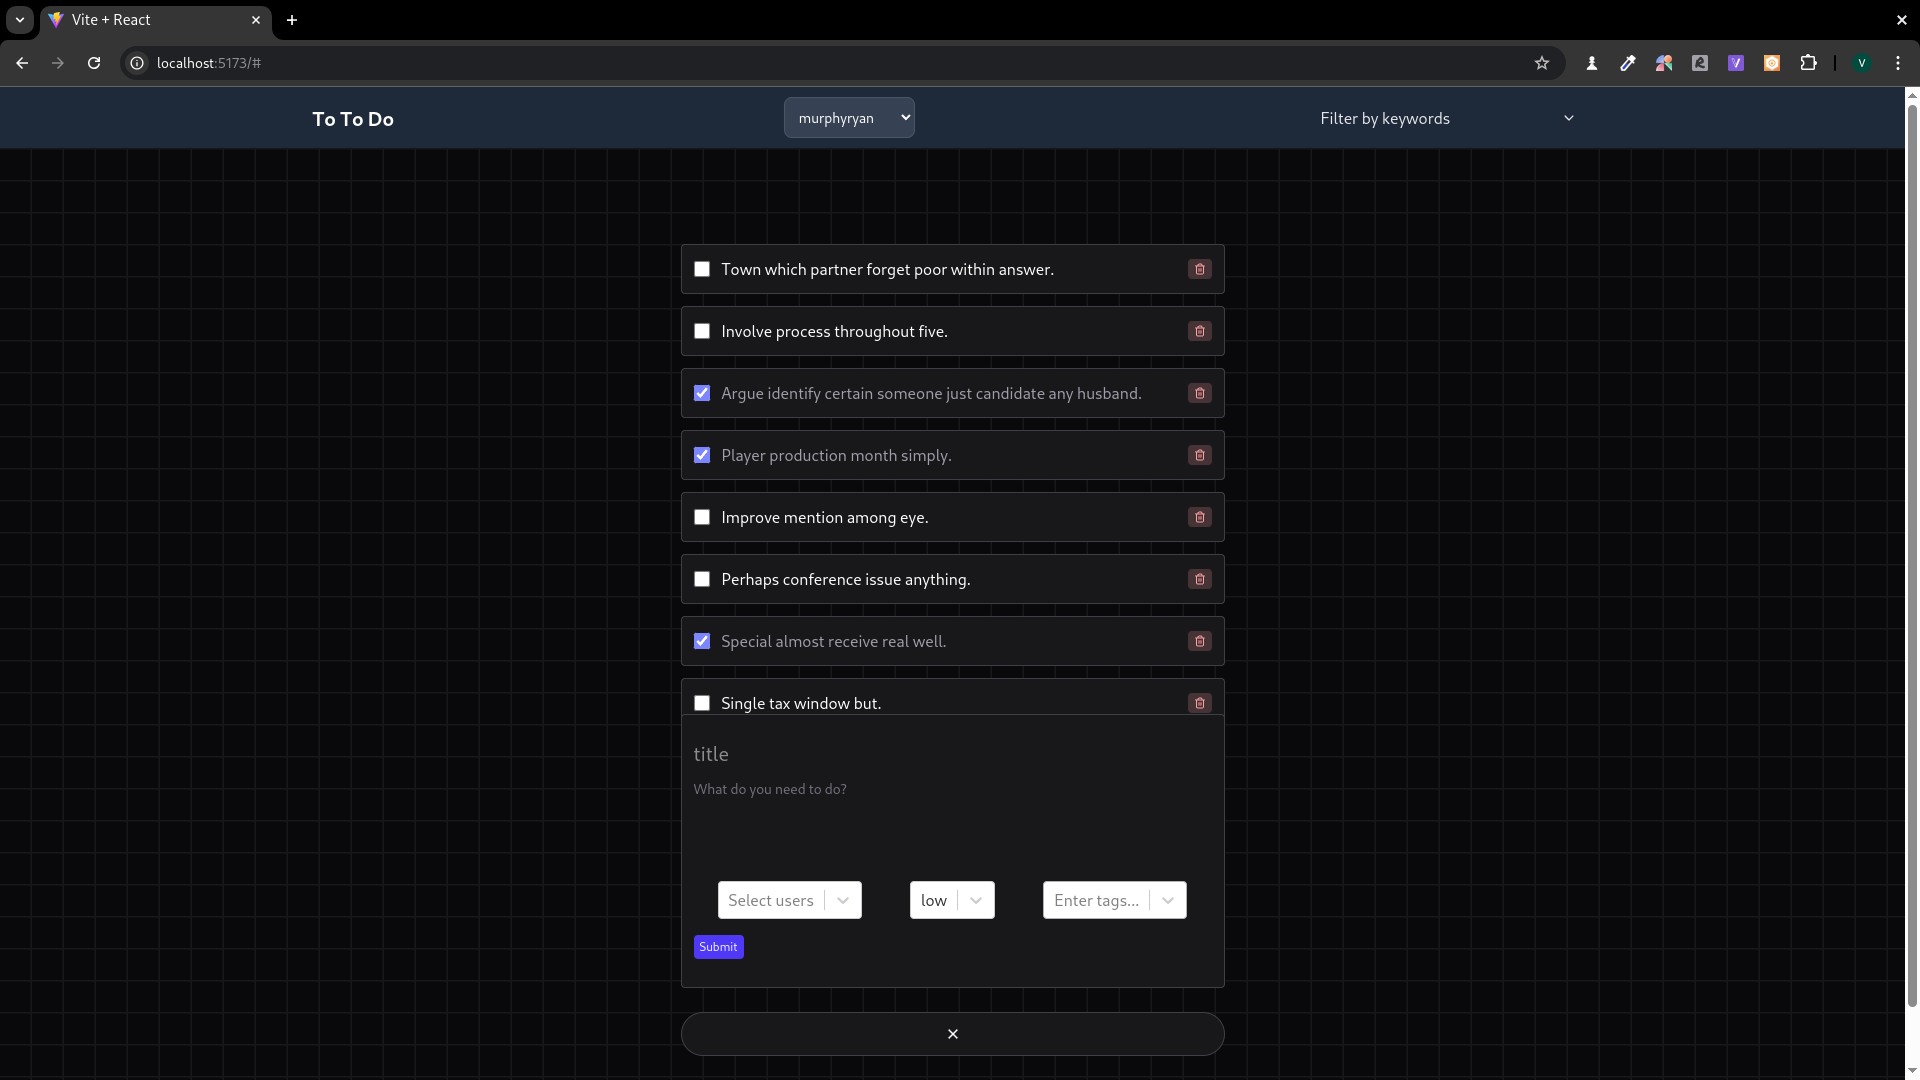 Vite + React
localhost:5173/#
V
To To Do
murphyryan
Filter by keywords
Town which partner forget poor within answer.
Involve process throughout five.
Argue identify certain someone just candidate any husband.
Player production month simply.
Improve mention among eye.
Perhaps conference issue anything.
Special almost receive real well.
Single tax window but.
title
What do you need to do?
Select users
low
Enter tags...
Submit